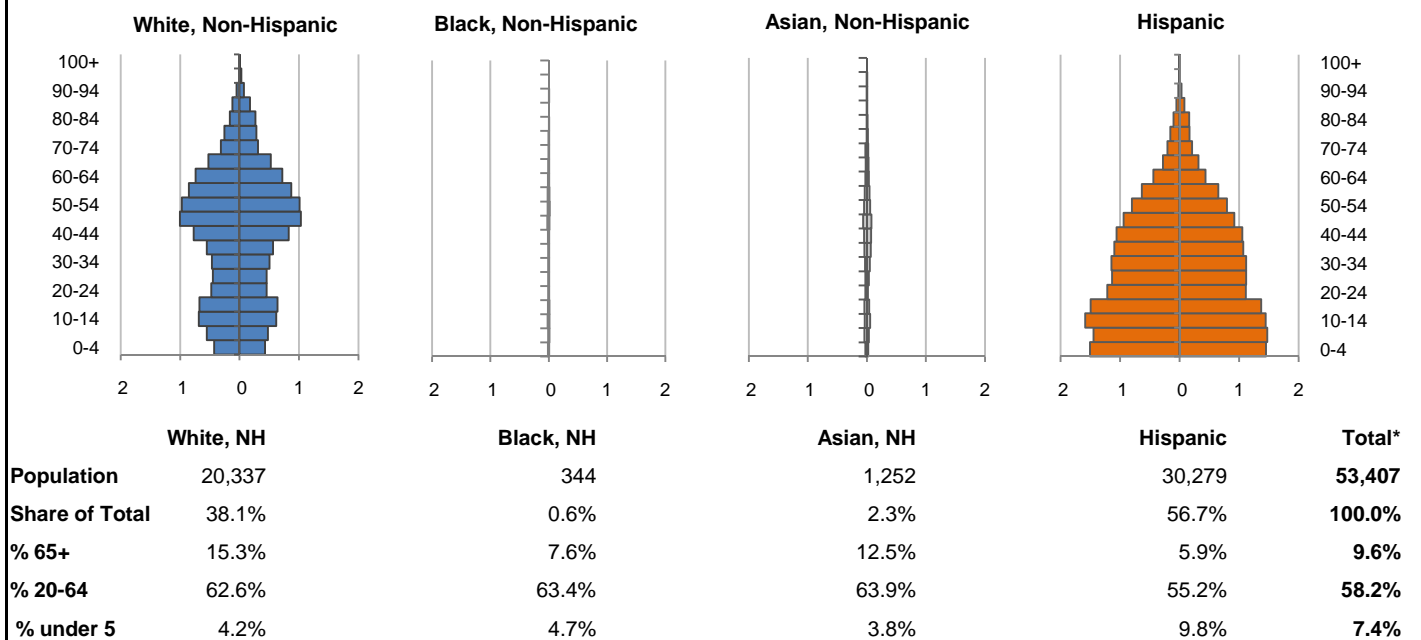 White, Non-Hispanic Black, Non-Hispanic Asian, Non-Hispanic Hispanic
100+ 100+
90-94 90-94
80-84 80-84
70-74 70-74
60-64 60-64
50-54 50-54
40-44 40-44
30-34 30-34
20-24 20-24
10-14 10-14
0-4 0-4
2 1 0 1 2 2 1 0 1 2 2 1 0 1 2 2 1 0 1 2
White, NH Black, NH Asian, NH Hispanic Total*
Population 20,337 344 1,252 30,279 53,407
Share of Total 38.1% 0.6% 2.3% 56.7% 100.0%
% 65+ 15.3% 7.6% 12.5% 5.9% 9.6%
% 20-64 62.6% 63.4% 63.9% 55.2% 58.2%
% under 5 4.2% 4.7% 3.8% 9.8% 7.4%